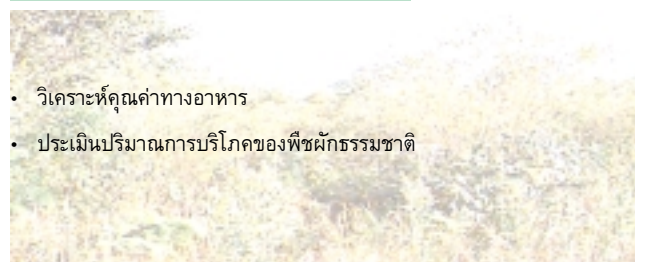 • วิเคราะห์คุณค่าทางอาหาร
• ประเมินปริมาณการบริโภคของพืชผักธรรมชาติ